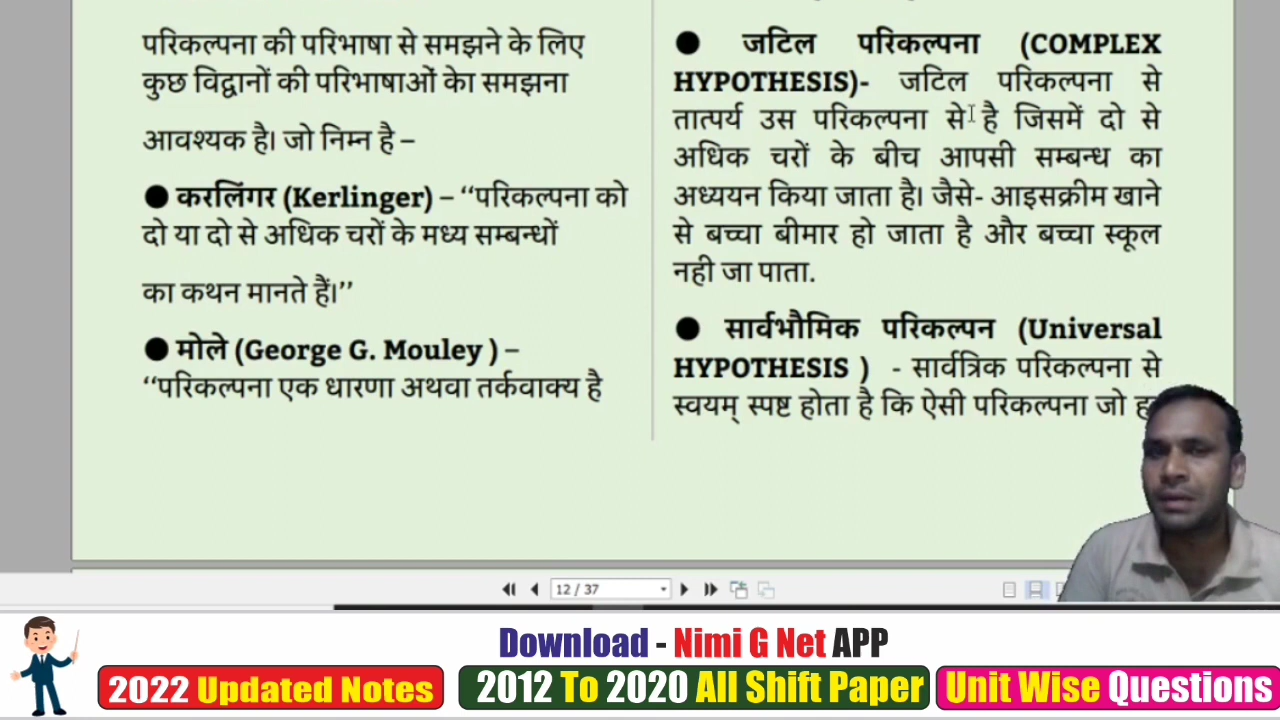 परिकल्पना की परिभाषा से समझने के लिए
कुछ विद्वानों की परिभाषाओं केा समझना
आवश्यक है। जो निम्न है –
● करलिंगर (Kerlinger) – ‘‘परिकल्पना को
दो या दो से अधिक चरों के मध्य सम्बन्धों
का कथन मानते हैं।’’
● मोले (George G. Mouley ) –
‘‘परिकल्पना एक धारणा अथवा तर्कवाक्य है
● जटिल परिकल्पना (COMPLEX
HYPOTHESIS)- जटिल परिकल्पना से
तात्पर्य उस परिकल्पना से है जिसमें दो से
अधिक चरों के बीच आपसी सम्बन्ध का
अध्ययन किया जाता है। जैसे- आइसक्रीम खाने
से बच्चा बीमार हो जाता है और बच्चा स्कूल
नही जा पाता.
● सार्वभौमिक परिकल्पन (Universal
HYPOTHESIS ) - सार्वत्रिक परिकल्पना से
स्वयम् स्पष्ट होता है कि ऐसी परिकल्पना जो
12 / 37
Download - Nimi G Net APP
2022 Updated Notes
2012 To 2020 All Shift Paper
Unit Wise Questions